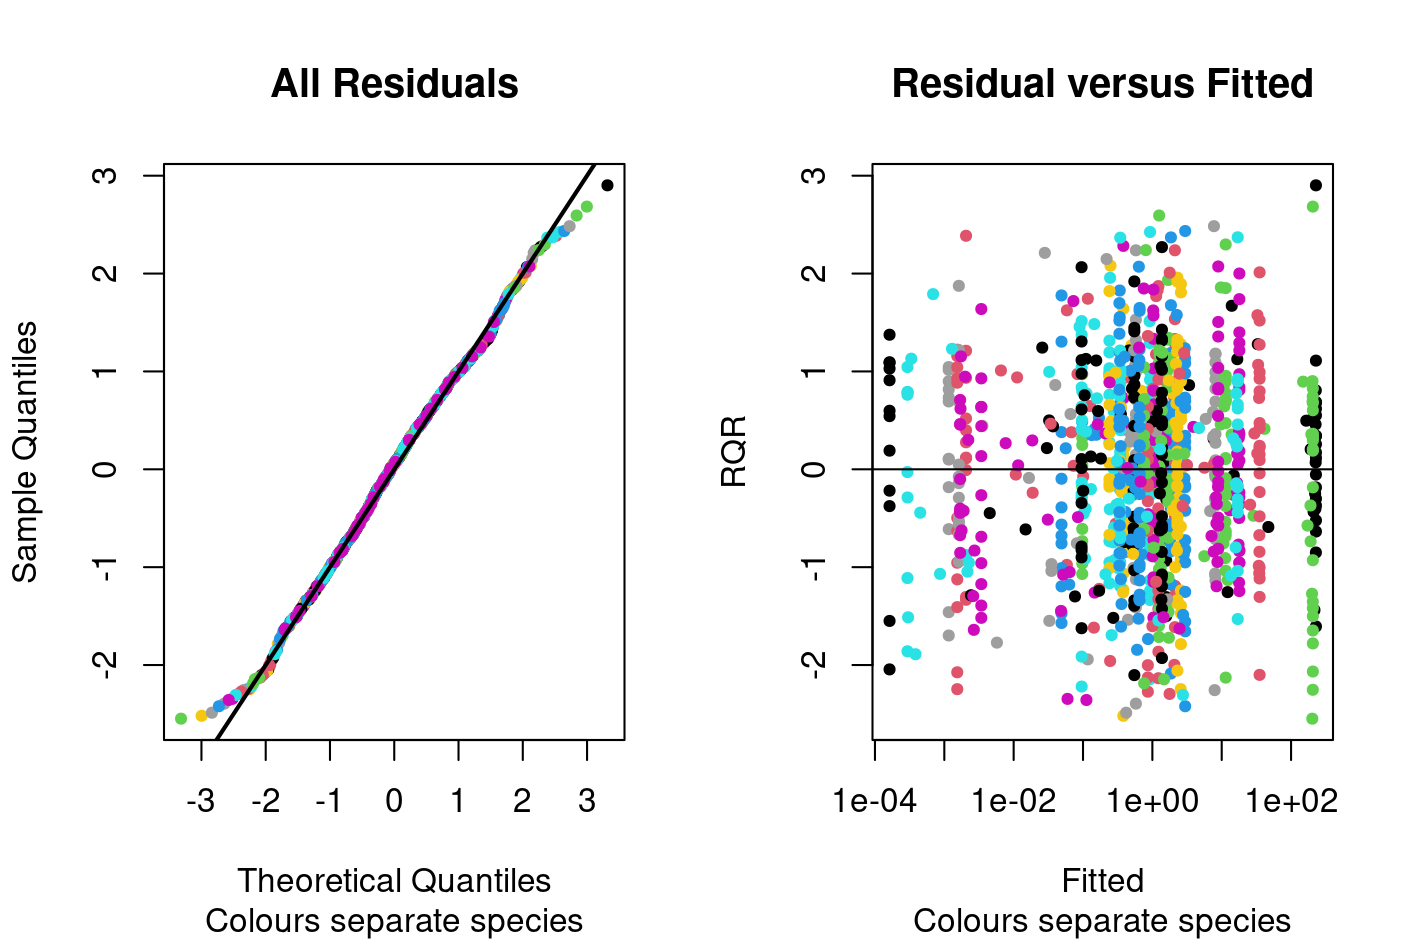 All Residuals
Sample Quantiles
3
2
1
0
-1
-2
-3 -2 -1 0 1 2 3
Theoretical Quantiles
Colours separate species
Residual versus Fitted
RQR
3
2
1
0
-1
-2
1e-04 1e-02 1e+00 1e+02
Fitted
Colours separate species